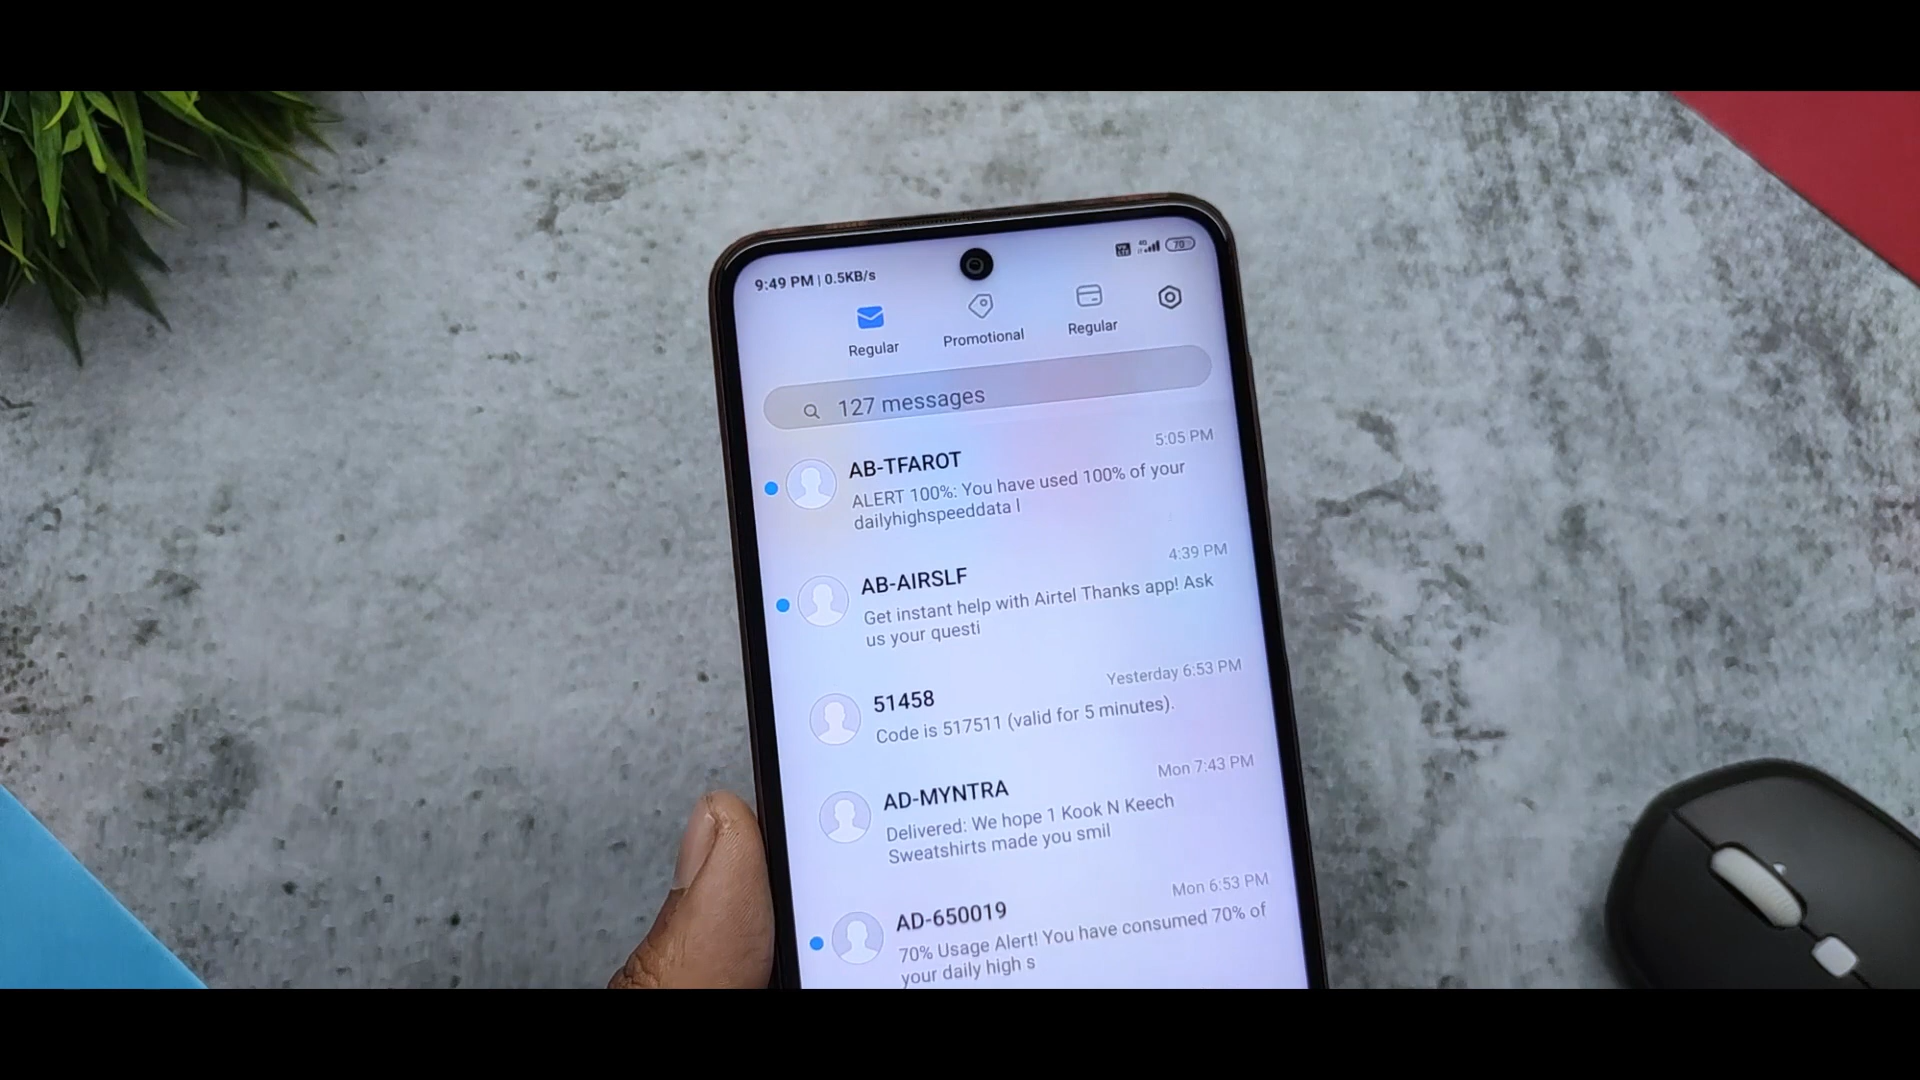 9:49 PM | 0.5KB/s
70
Regular
Promotional
Regular
127 messages
AB-TFAROT
5:05 PM
ALERT 100%: You have used 100% of your
dailyhighspeeddata l
AB-AIRSLF
4:39 PM
Get instant help with Airtel Thanks app! Ask
us your questi
51458
Yesterday 6:53 PM
Code is 517511 (valid for 5 minutes).
AD-MYNTRA
Mon 7:43 PM
Delivered: We hope 1 Kook N Keech
Sweatshirts made you smil
AD-650019
Mon 6:53 PM
70% Usage Alert! You have consumed 70% of
your daily high s